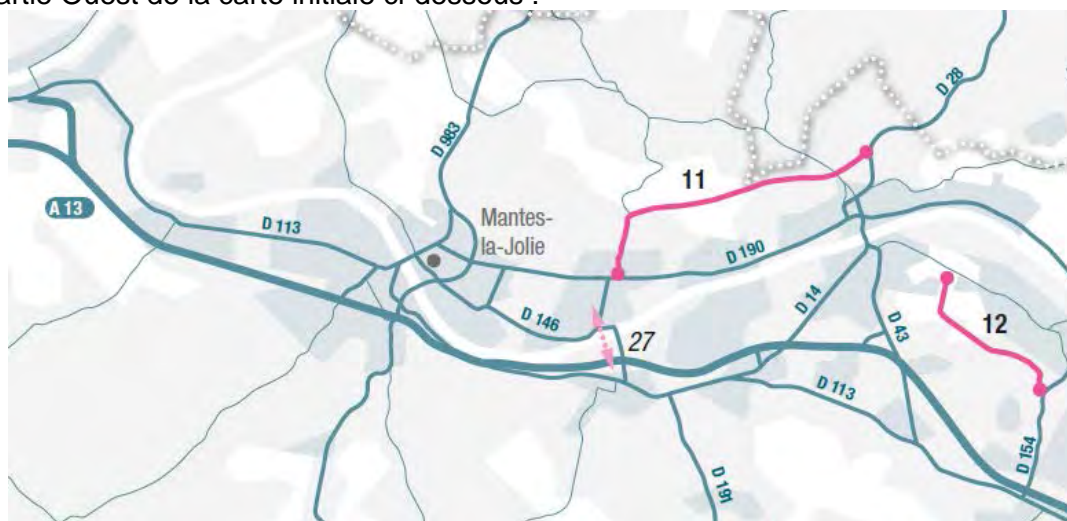 artie Ouest de la carte initiale ci-dessous :
D 28
D 983
11
A 13
Mantes-
la-Jolie
D 113
D 190
D 146
D 14
27
12
D 43
D 113
D 154
D 191